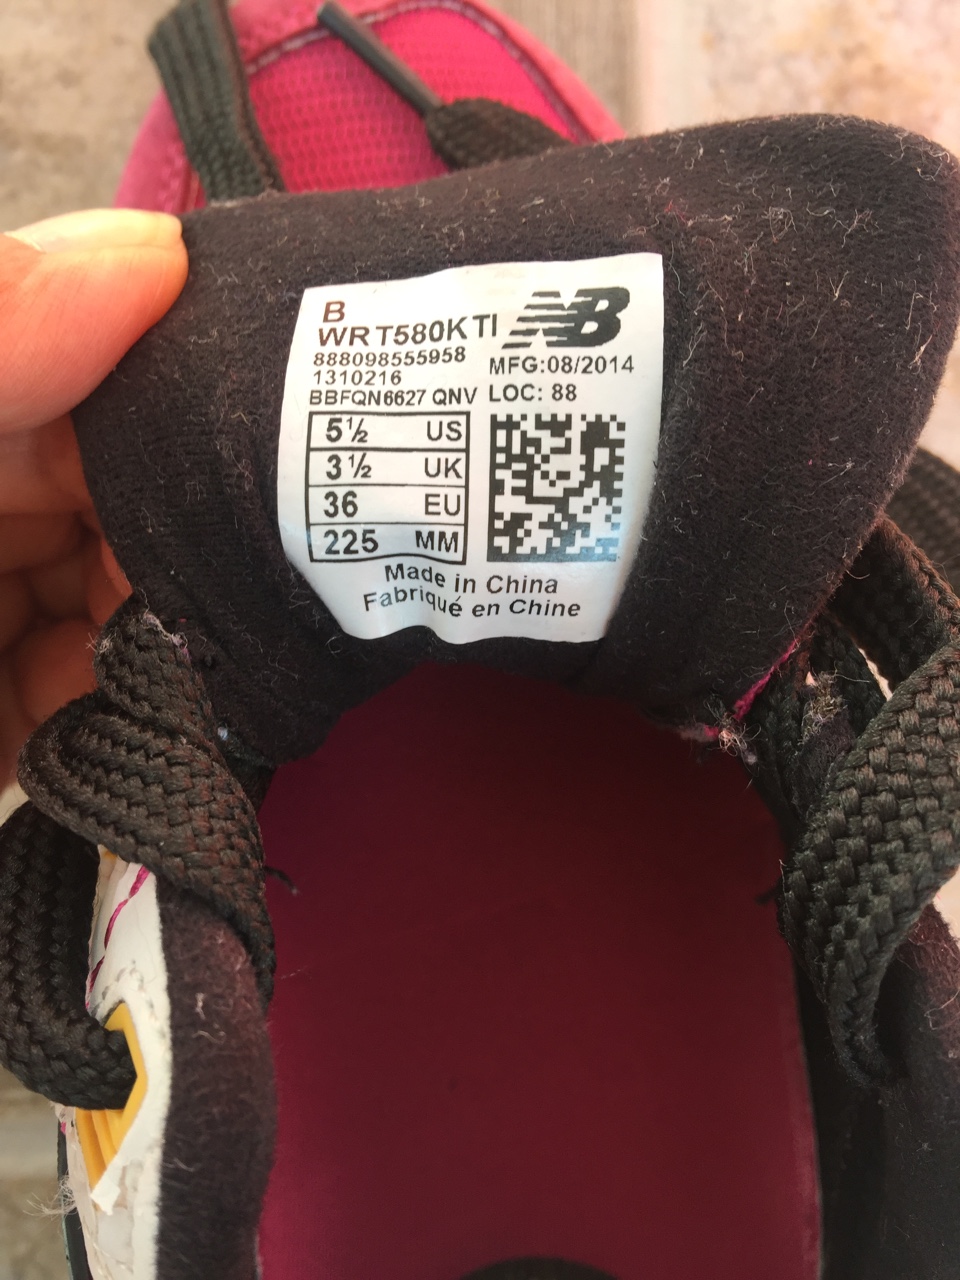 B
WRT580KTI NB
888098555958 MFG:08/2014
1310216
BBFQN6627 QNV LOC: 88
5½ US
3½ UK
36 EU
225 MM
Made in China
Fabriqué en Chine